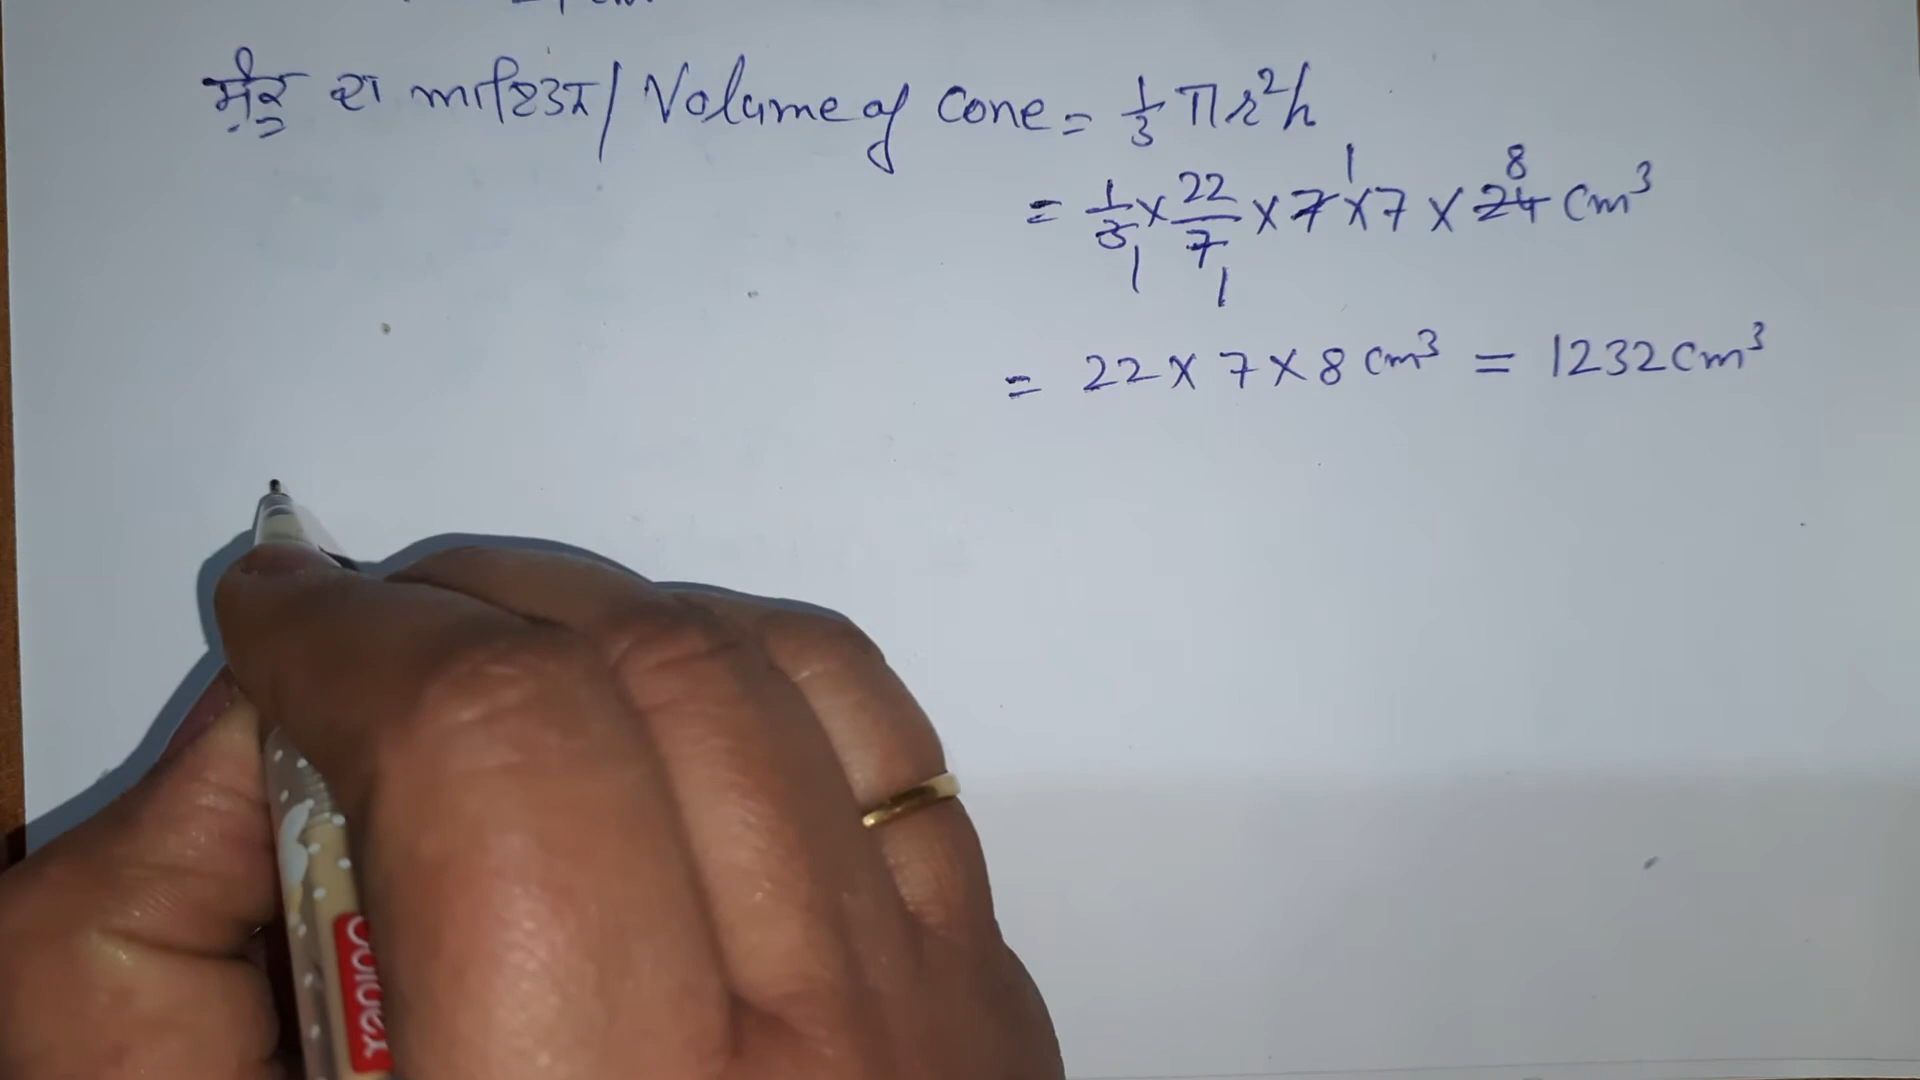 ਸ਼ੰਕੂ ਦਾ ਆਇਤਨ/ Volume of Cone = 1/3 πr²h
= 1/3 × 22/7 × 7 × 7 × 24 cm³
= 22 × 7 × 8 cm³ = 1232 cm³